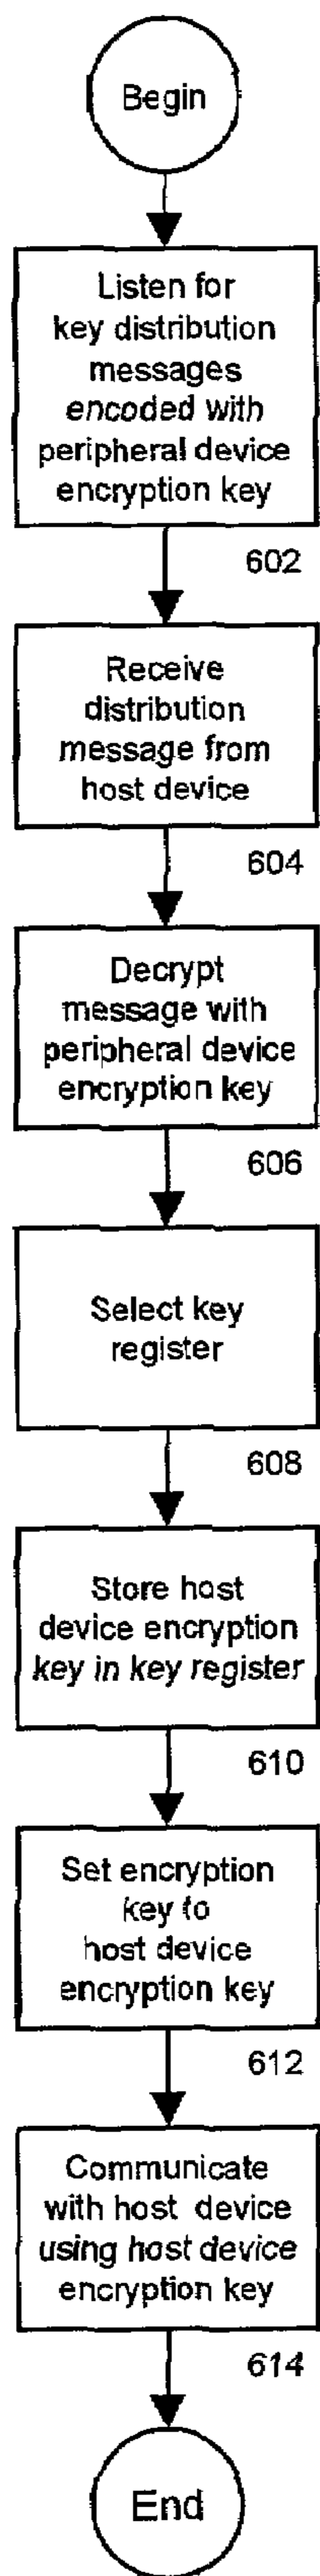 Begin
Listen for
key distribution
messages
encoded with
peripheral device
encryption key
602
Receive
distribution
message from
host device
604
Decrypt
message with
peripheral device
encryption key
606
Select key
register
608
Store host
device encryption
key in key register
610
Set encryption
key to
host device
encryption key
612
Communicate
with host device
using host device
encryption key
614
End